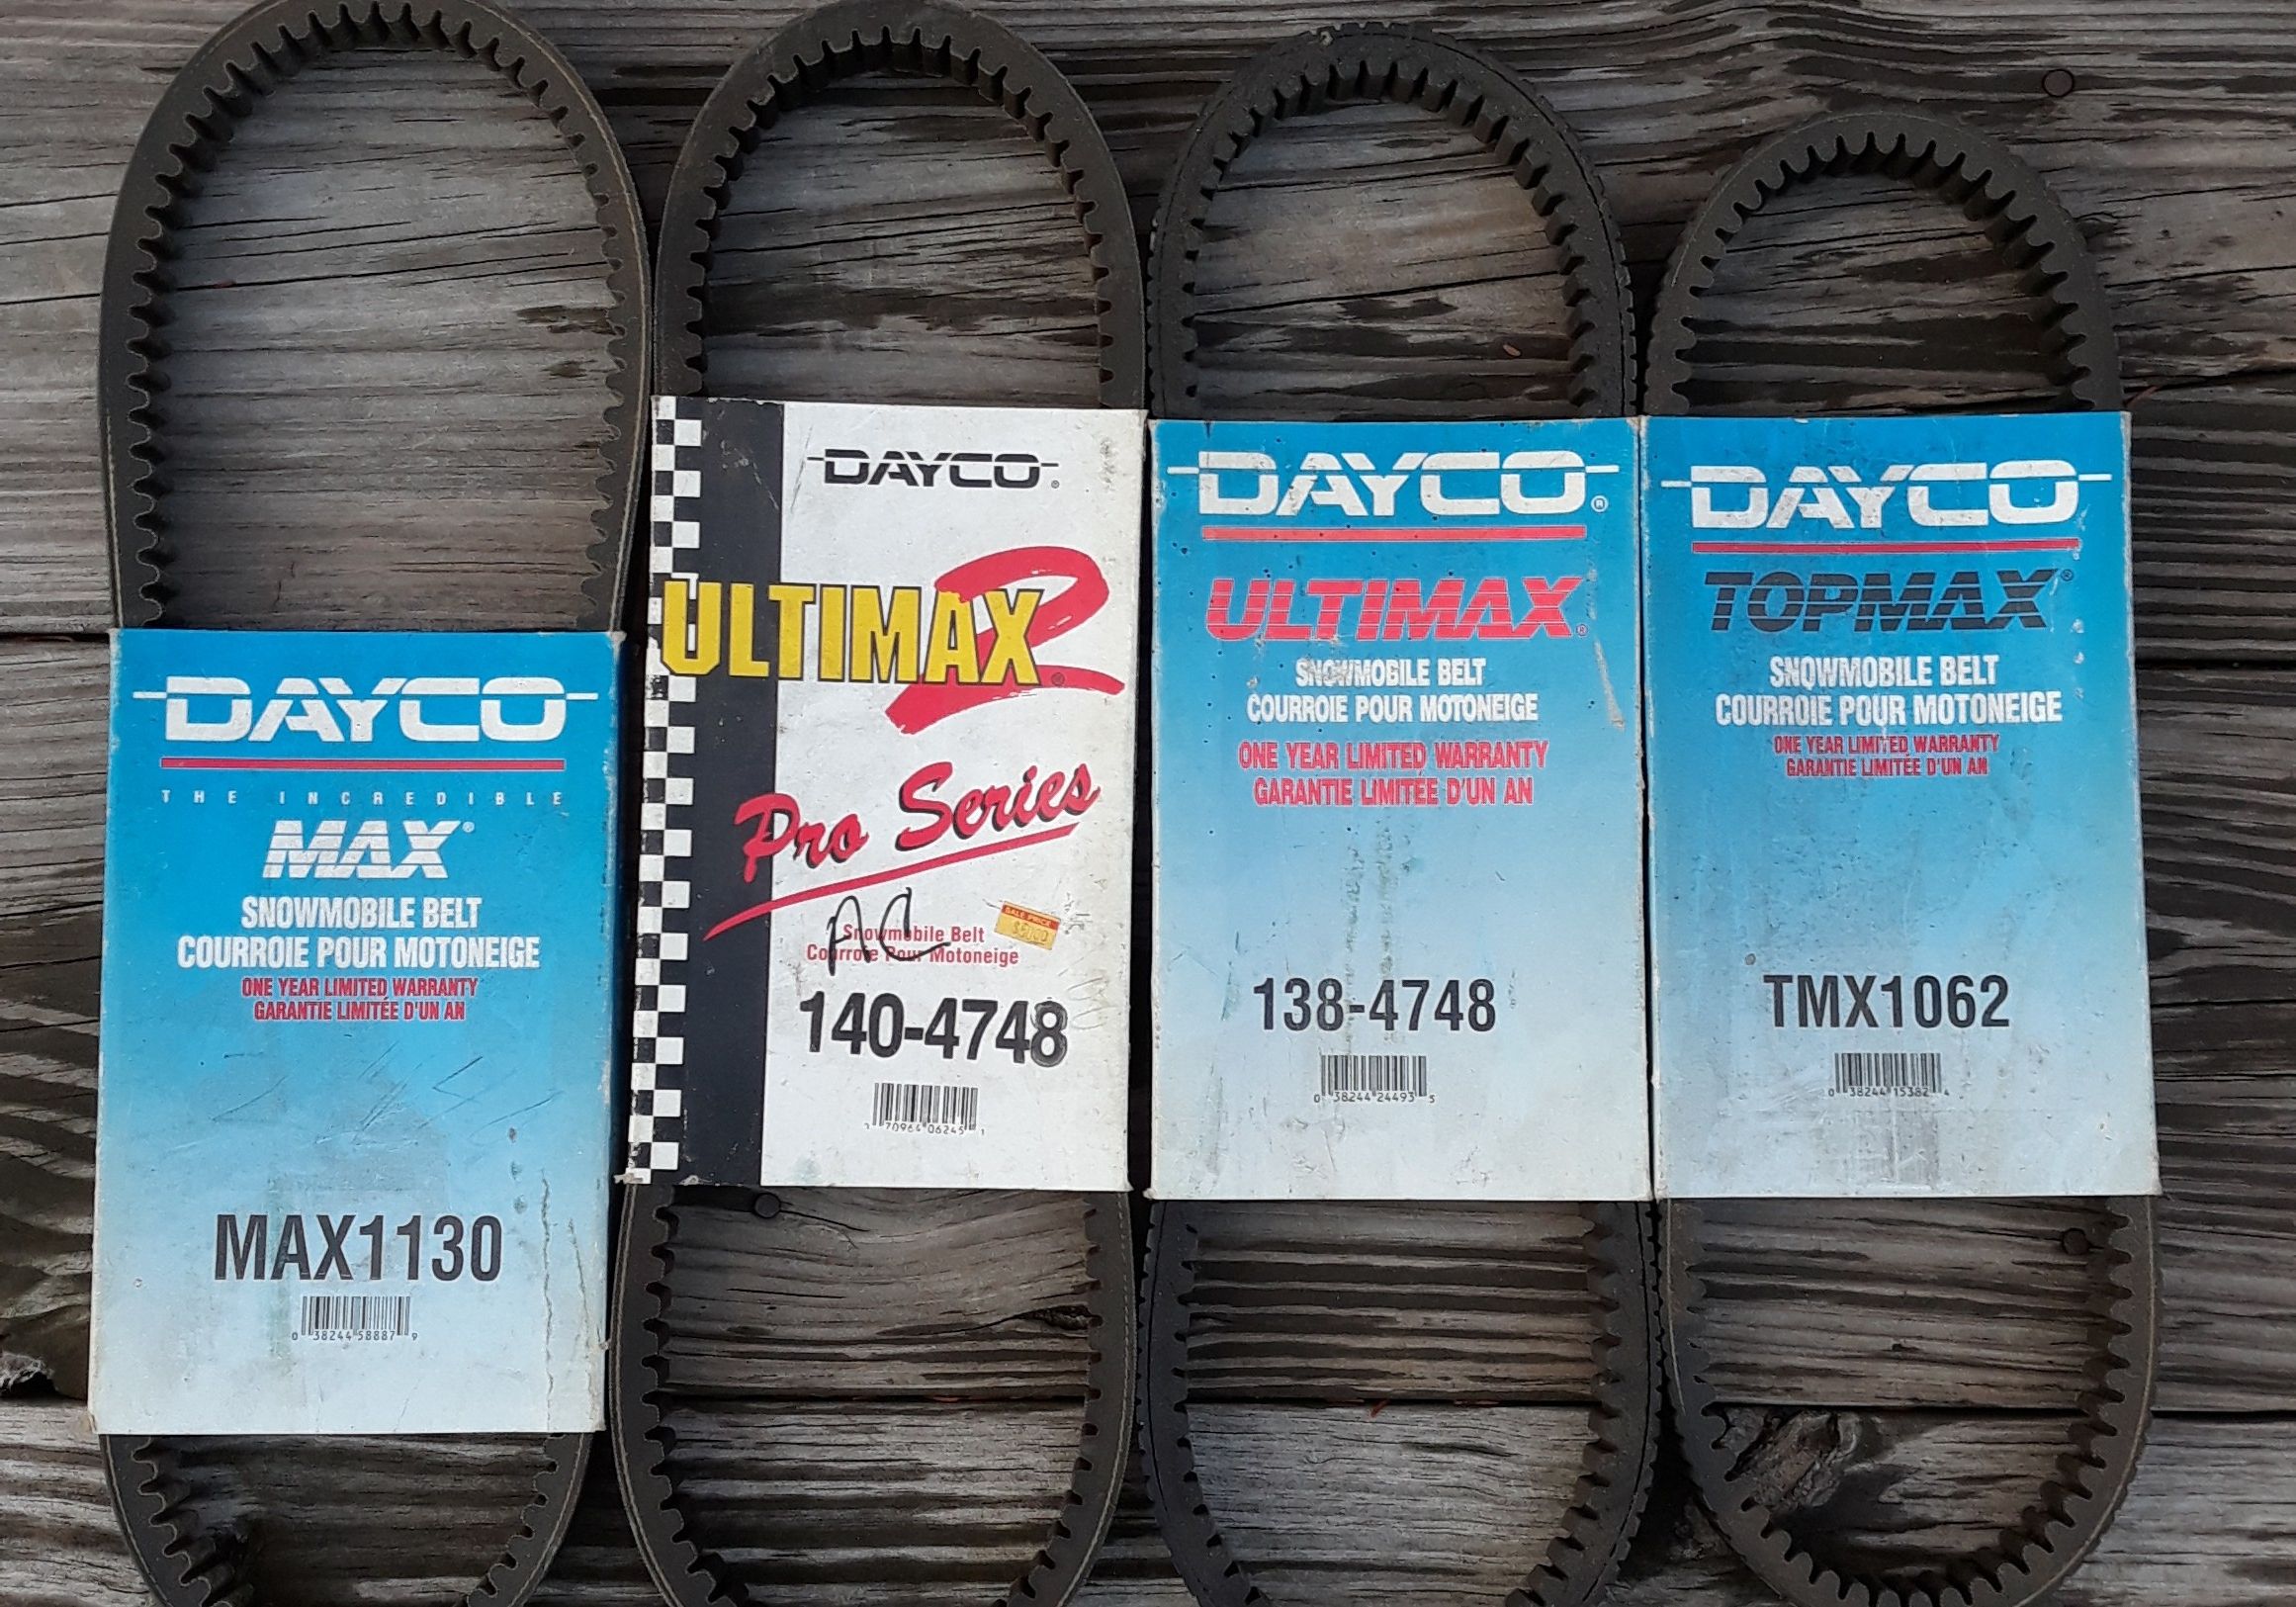 DAYCO
THE INCREDIBLE
MAX®
SNOWMOBILE BELT
COURROIE POUR MOTONEIGE
ONE YEAR LIMITED WARRANTY
GARANTIE LIMITÉE D'UN AN
MAX1130
0 38244 58887 9
DAYCO®
ULTIMAX 2®
Pro Series
AC
SALE PRICE
Snowmobile Belt
Courroie Pour Motoneige
140-4748
70964 06245 1
DAYCO®
ULTIMAX®
SNOWMOBILE BELT
COURROIE POUR MOTONEIGE
ONE YEAR LIMITED WARRANTY
GARANTIE LIMITÉE D'UN AN
138-4748
0 38244 24493 5
DAYCO
TOPMAX®
SNOWMOBILE BELT
COURROIE POUR MOTONEIGE
ONE YEAR LIMITED WARRANTY
GARANTIE LIMITÉE D'UN AN
TMX1062
0 38244 15382 4